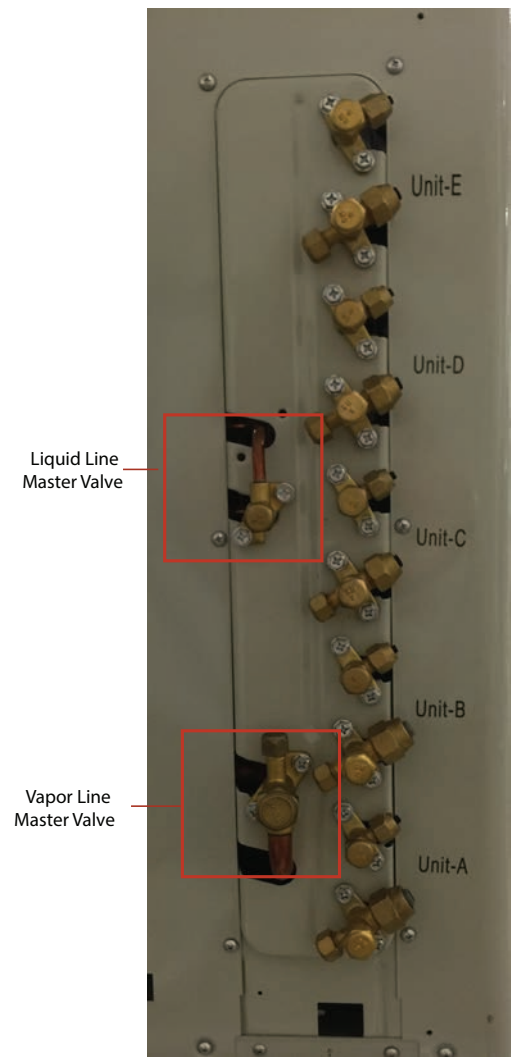 Unit-E
Unit-D
Liquid Line
Master Valve
Unit-C
Unit-B
Vapor Line
Master Valve
Unit-A